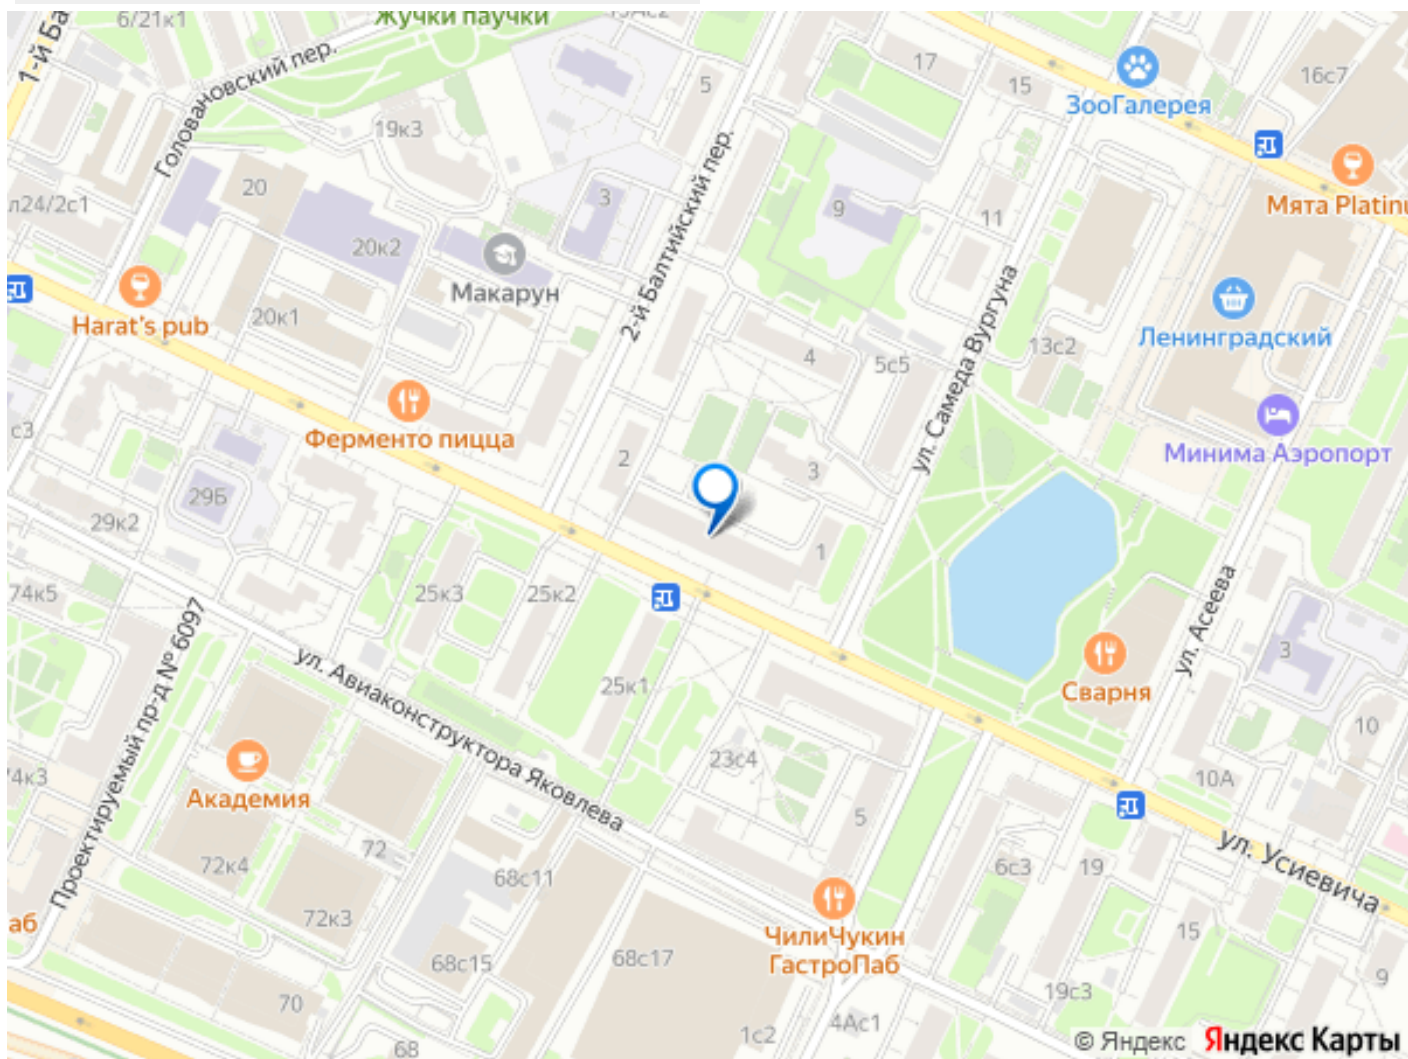 6/21к1
Жучки паучки
1-й Ба
Головановский пер.
17
15
16с7
ЗооГалерея
5
19к3
Мята Platinu
л24/2с1
20
3
9
11
20к2
2-й Балтийский пер.
Макарун
Harat's pub
20к1
ул. Самеда Вургуна
4
5с5
13с2
Ленинградский
с3
Ферменто пицца
Минима Аэропорт
2
3
29Б
29к2
1
74к5
25к3
25к2
ул. Асеева
Проектируемый пр-д № 6097
ул. Авиаконструктора Яковлева
25к1
3
Сварня
10
74к3
Академия
23с4
10А
5
ул. Усиевича
72к4
72
68с11
6с3
19
аб
72к3
ЧилиЧукин
ГастроПаб
15
68с15
68с17
9
70
19с3
68
1с2
4Ас1
© Яндекс Яндекс Карты